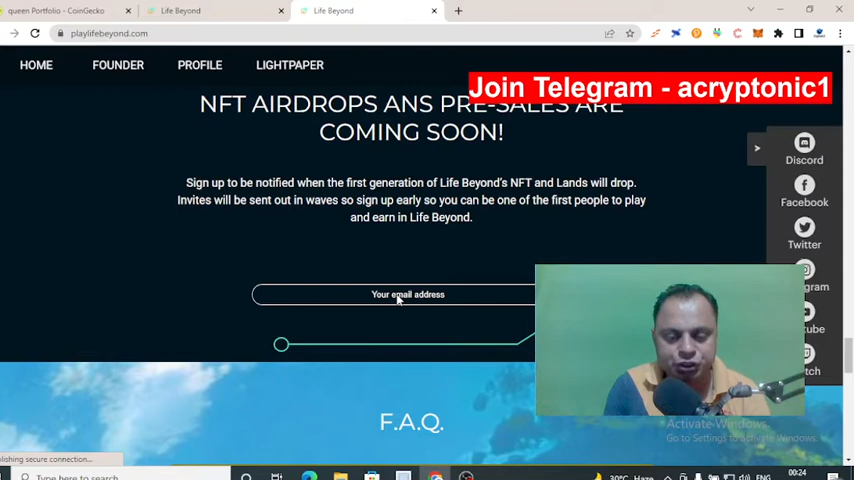 queen Portfolio - CoinGecko
Life Beyond
Life Beyond
playlifebeyond.com
HOME
FOUNDER
PROFILE
LIGHTPAPER
Join Telegram - acryptonic1
NFT AIRDROPS ANS PRE-SALES ARE
COMING SOON!
Sign up to be notified when the first generation of Life Beyond's NFT and Lands will drop.
Invites will be sent out in waves so sign up early so you can be one of the first people to play
and earn in Life Beyond.
Your email address
Discord
Facebook
Twitter
F.A.Q.
Activate Windows
Go to Settings to Activate Windows.
Type here to search
30°C Haze
ENG
00:24